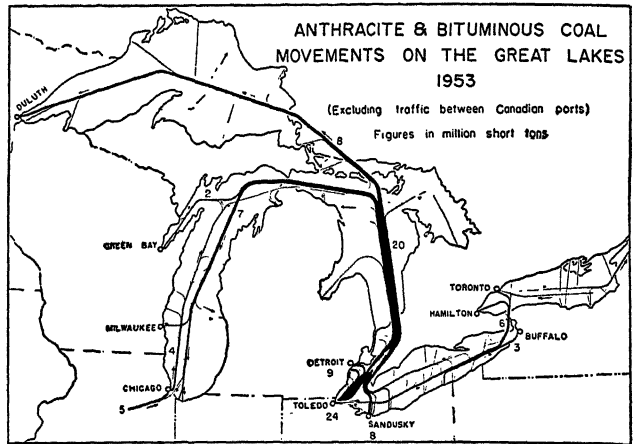 ANTHRACITE & BITUMINOUS COAL
MOVEMENTS ON THE GREAT LAKES
1953
(Excluding traffic between Canadian ports)
Figures in million short tons
DULUTH
8
2
7
GREEN BAY
20
TORONTO
HAMILTON
6
BUFFALO
3
MILWAUKEE
4
DETROIT
9
CHICAGO
5
TOLEDO
24
SANDUSKY
8